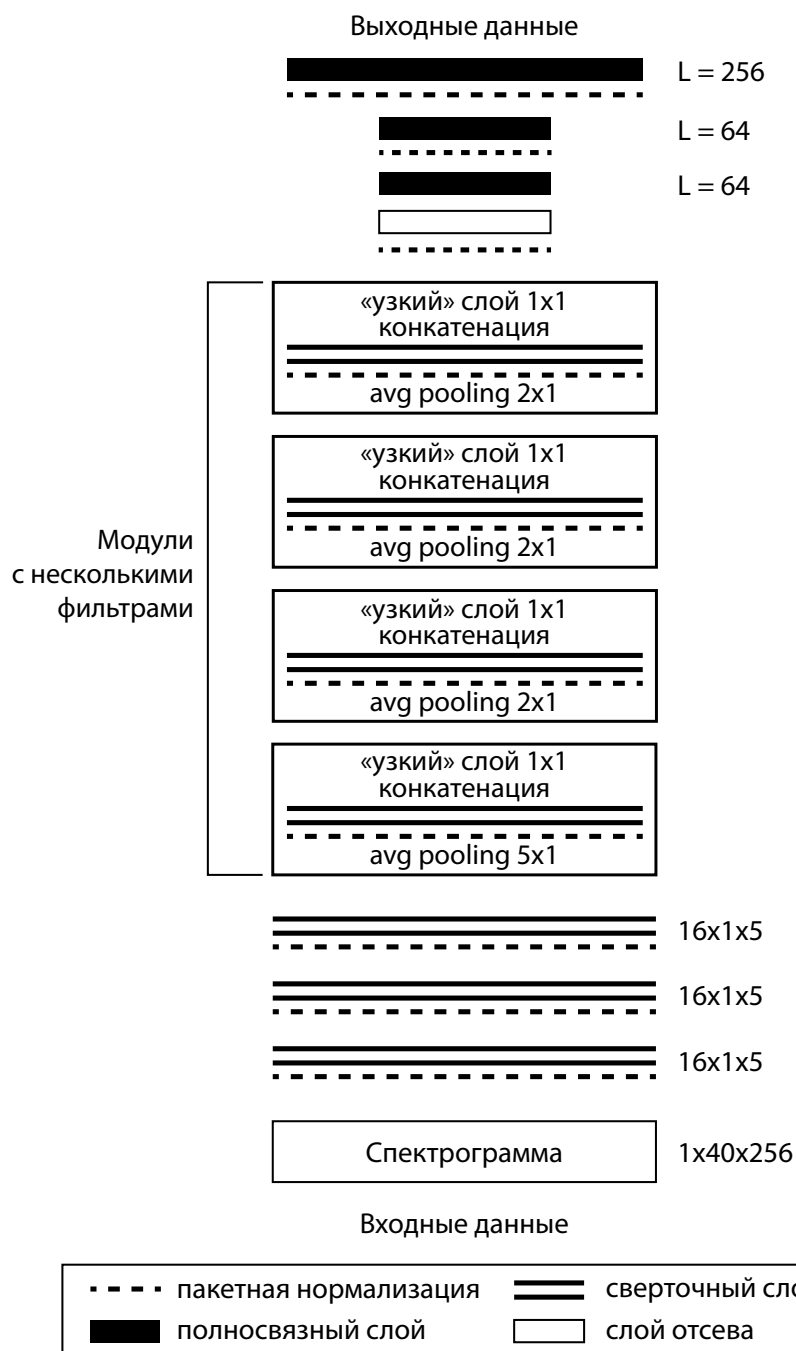 Выходные данные
L = 256
L = 64
L = 64
«узкий» слой 1x1
конкатенация
avg pooling 2x1
«узкий» слой 1x1
конкатенация
avg pooling 2x1
Модули
с несколькими
фильтрами
«узкий» слой 1x1
конкатенация
avg pooling 2x1
«узкий» слой 1x1
конкатенация
avg pooling 5x1
16x1x5
16x1x5
16x1x5
Спектрограмма
1x40x256
Входные данные
пакетная нормализация
сверточный сло
полносвязный слой
слой отсева